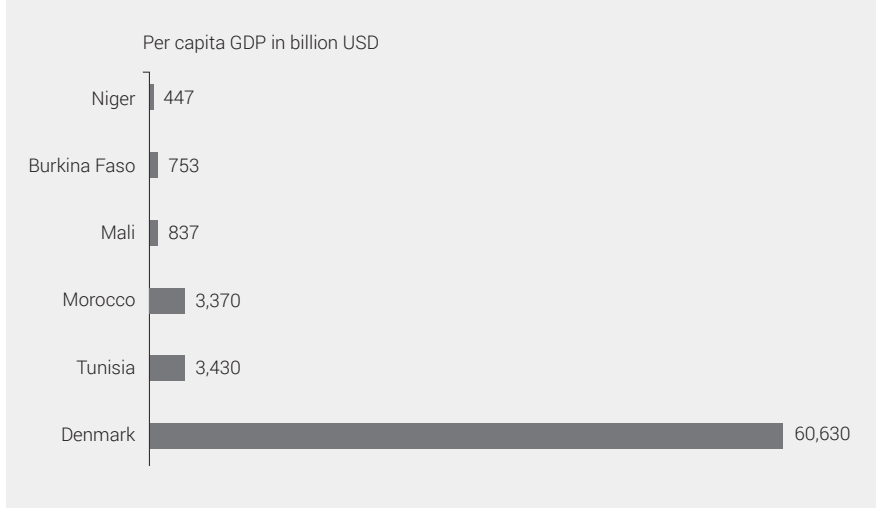 Per capita GDP in billion USD
Niger 447
Burkina Faso 753
Mali 837
Morocco 3,370
Tunisia 3,430
Denmark 60,630